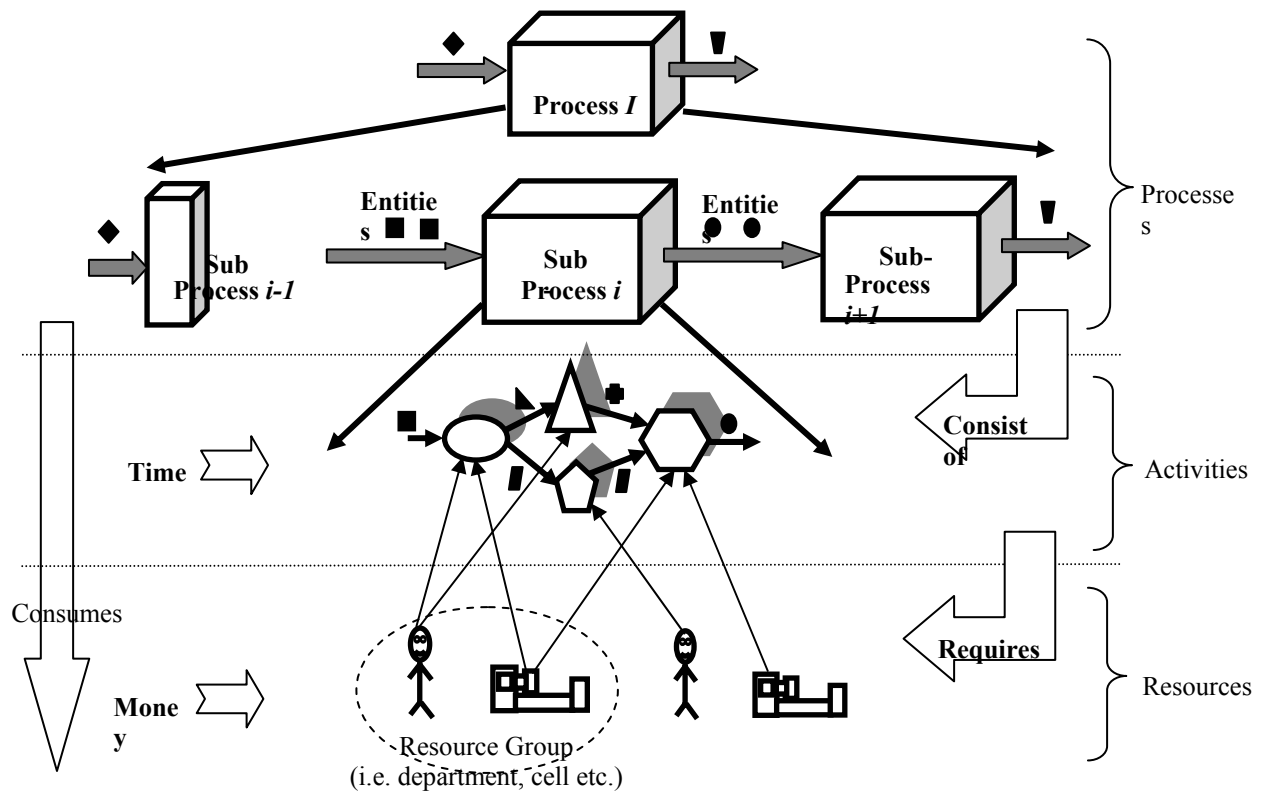 Process I
Processe
s
Entitie
s
Entitie
s
Sub
Process i-1
Sub
-
Process i
Sub-
Process
i+1
Consist
of
Time
Activities
Consumes
Requires
Mone
y
Resources
Resource Group
(i.e. department, cell etc.)